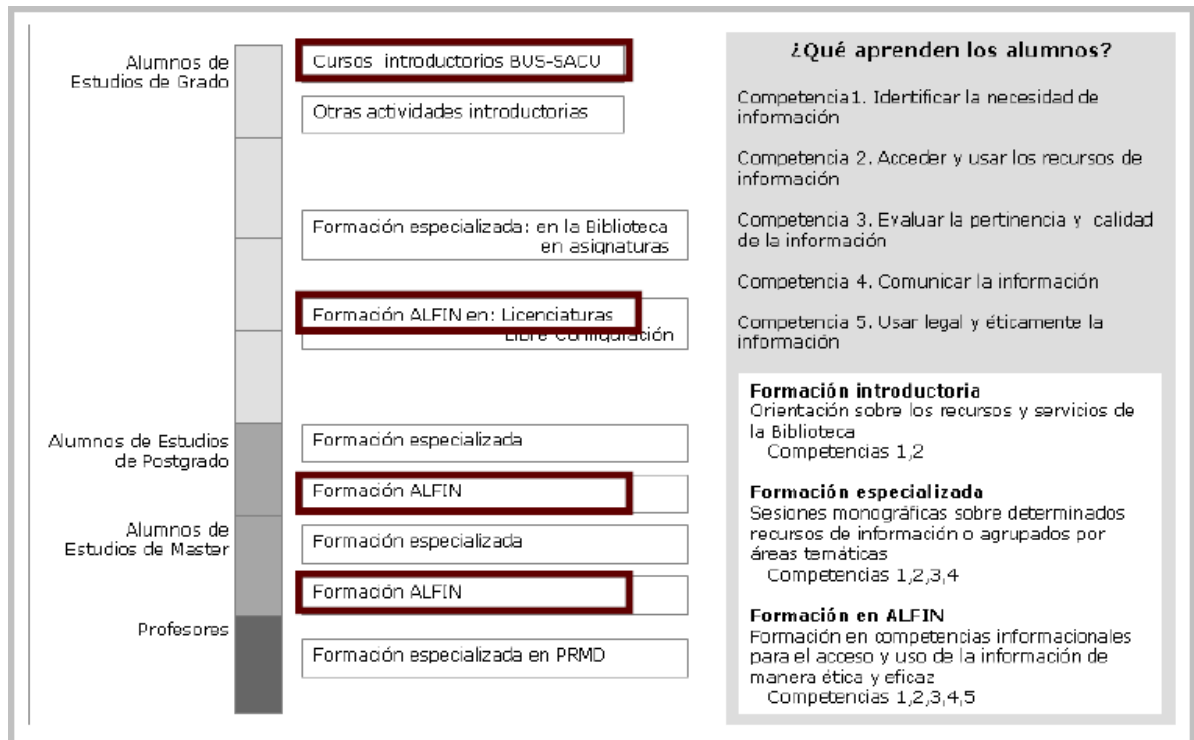 Alumnos de
Estudios de Grado
Cursos introductorios BUS-SACU
Otras actividades introductorias
Formación especializada: en la Biblioteca
en asignaturas
Formación ALFIN en: Licenciaturas
Libre Configuración
Alumnos de Estudios
de Postgrado
Formación especializada
Formación ALFIN
Alumnos de
Estudios de Master
Formación especializada
Formación ALFIN
Profesores
Formación especializada en PRMD
¿Qué aprenden los alumnos?
Competencia1. Identificar la necesidad de
información
Competencia 2. Acceder y usar los recursos de
información
Competencia 3. Evaluar la pertinencia y calidad
de la información
Competencia 4. Comunicar la información
Competencia 5. Usar legal y éticamente la
información
Formación introductoria
Orientación sobre los recursos y servicios de
la Biblioteca
Competencias 1,2
Formación especializada
Sesiones monográficas sobre determinados
recursos de información o agrupados por
áreas temáticas
Competencias 1,2,3,4
Formación en ALFIN
Formación en competencias informacionales
para el acceso y uso de la información de
manera ética y eficaz
Competencias 1,2,3,4,5